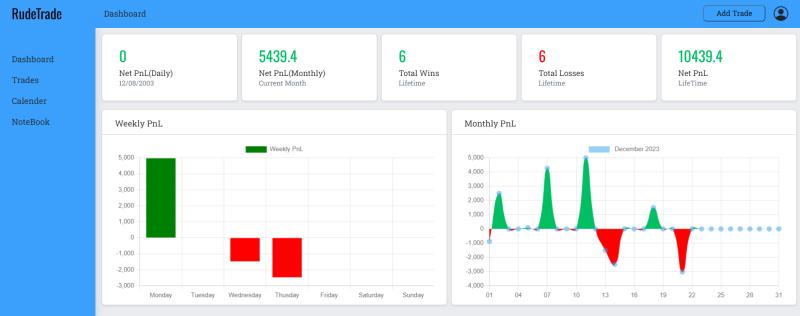 RudeTrade
Dashboard
Add Trade
Dashboard
Trades
Calender
NoteBook
0
Net PnL(Daily)
12/08/2003
5439.4
Net PnL(Monthly)
Current Month
6
Total Wins
Lifetime
6
Total Losses
Lifetime
10439.4
Net PnL
LifeTime
Weekly PnL
Weekly PnL
5,000
4,000
3,000
2,000
1,000
0
-1,000
-2,000
-3,000
Monday Tuesday Wednesday Thusday Friday Saturday Sunday
Monthly PnL
December 2023
5,000
4,000
3,000
2,000
1,000
0
-1,000
-2,000
-3,000
-4,000
01 04 07 10 13 16 19 22 25 28 31